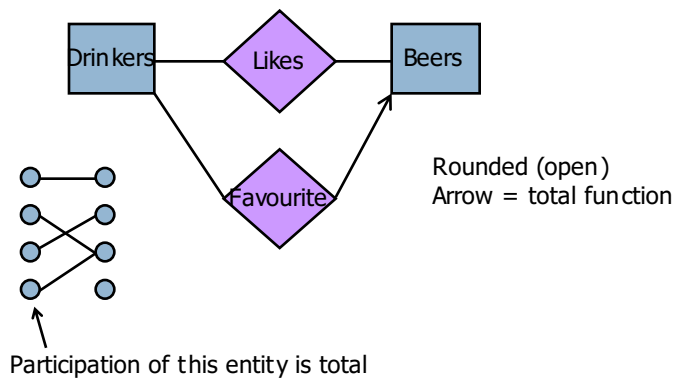 Drinkers
Likes
Beers
Favourite
Rounded (open)
Arrow = total function
Participation of this entity is total